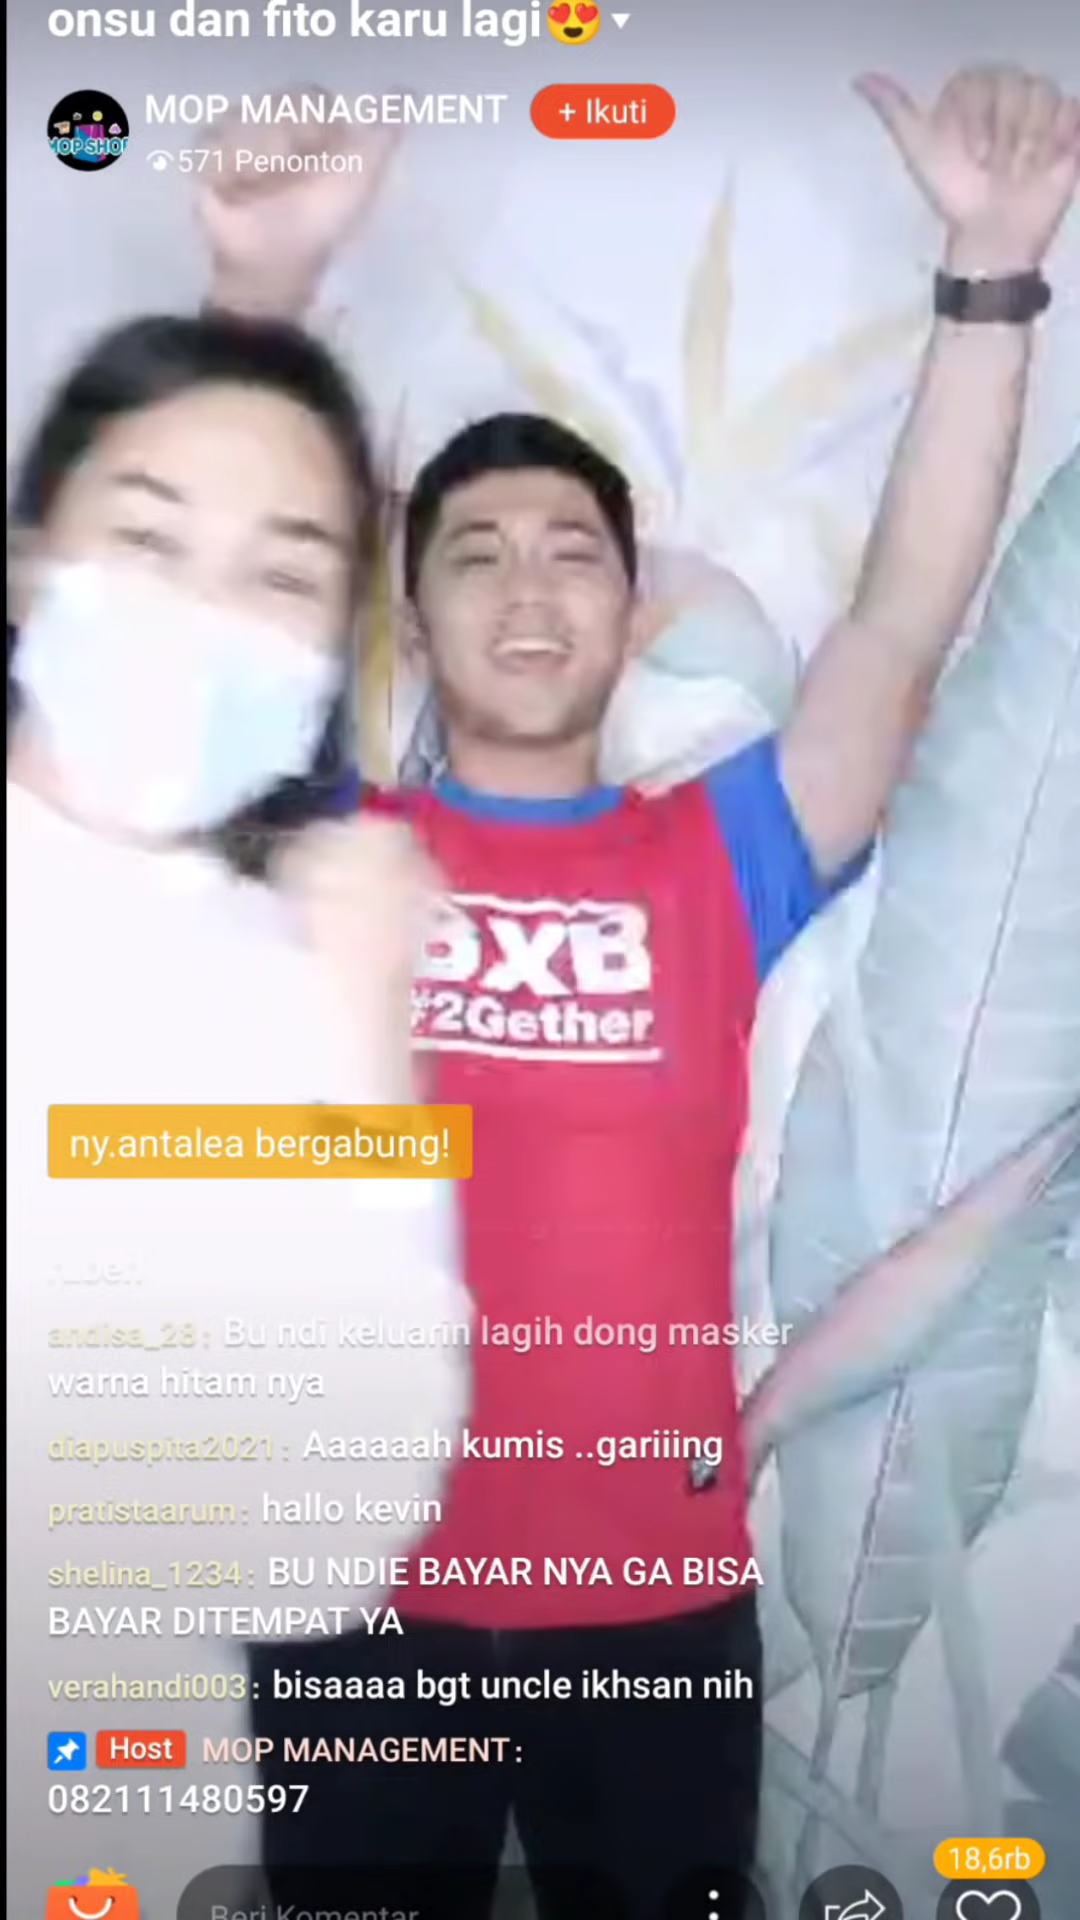 onsu dan fito karu lagi😍
MOP MANAGEMENT
+ Ikuti
MOPSHOP
571 Penonton
BXB
#2Gether
ny.antalea bergabung!
andisa_28: Bu ndi keluarin lagih dong masker
warna hitam nya
diapuspita2021: Aaaaaah kumis ..gariiing
pratistaarum: hallo kevin
shelina_1234: BU NDIE BAYAR NYA GA BISA
BAYAR DITEMPAT YA
verahandi003: bisaaaa bgt uncle ikhsan nih
Host MOP MANAGEMENT:
082111480597
18,6rb
Beri Komentar